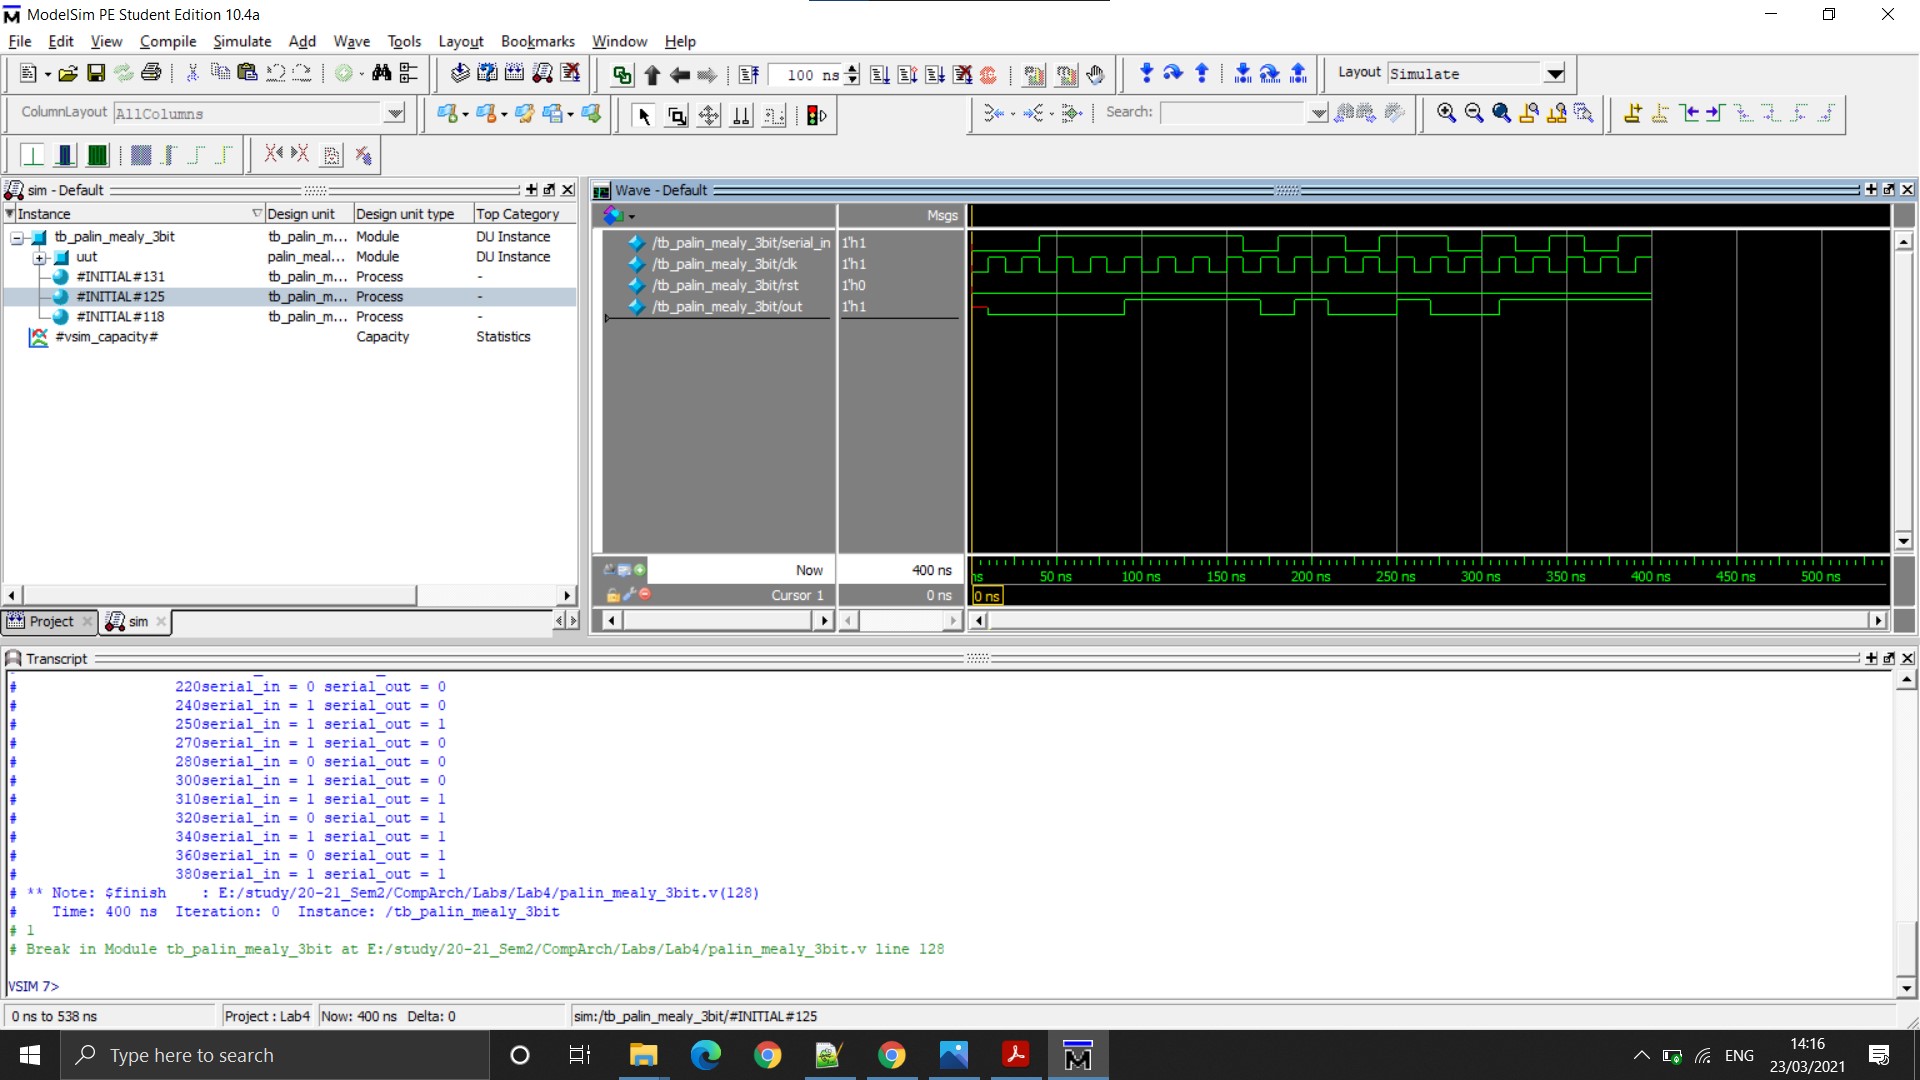 ModelSim PE Student Edition 10.4a
File Edit View Compile Simulate Add Wave Tools Layout Bookmarks Window Help
100 ns
Layout Simulate
ColumnLayout AllColumns
Search:
sim - Default
Instance Design unit Design unit type Top Category
tb_palin_mealy_3bit tb_palin_m... Module DU Instance
uut palin_meal... Module DU Instance
#INITIAL#131 tb_palin_m... Process -
#INITIAL#125 tb_palin_m... Process -
#INITIAL#118 tb_palin_m... Process -
#vsim_capacity# Capacity Statistics
Project sim
Wave - Default
Msgs
/tb_palin_mealy_3bit/serial_in 1'h1
/tb_palin_mealy_3bit/clk 1'h1
/tb_palin_mealy_3bit/rst 1'h0
/tb_palin_mealy_3bit/out 1'h1
Now 400 ns
ns 50 ns 100 ns 150 ns 200 ns 250 ns 300 ns 350 ns 400 ns 450 ns 500 ns
Cursor 1 0 ns 0 ns
Transcript
# 220serial_in = 0 serial_out = 0
# 240serial_in = 1 serial_out = 0
# 250serial_in = 1 serial_out = 1
# 270serial_in = 1 serial_out = 0
# 280serial_in = 0 serial_out = 0
# 300serial_in = 1 serial_out = 0
# 310serial_in = 1 serial_out = 1
# 320serial_in = 0 serial_out = 1
# 340serial_in = 1 serial_out = 1
# 360serial_in = 0 serial_out = 1
# 380serial_in = 1 serial_out = 1
# ** Note: $finish : E:/study/20-21_Sem2/CompArch/Labs/Lab4/palin_mealy_3bit.v(128)
# Time: 400 ns Iteration: 0 Instance: /tb_palin_mealy_3bit
# 1
# Break in Module tb_palin_mealy_3bit at E:/study/20-21_Sem2/CompArch/Labs/Lab4/palin_mealy_3bit.v line 128
VSIM 7>
0 ns to 538 ns Project : Lab4 Now: 400 ns Delta: 0 sim:/tb_palin_mealy_3bit/#INITIAL#125
Type here to search
ENG
14:16
23/03/2021